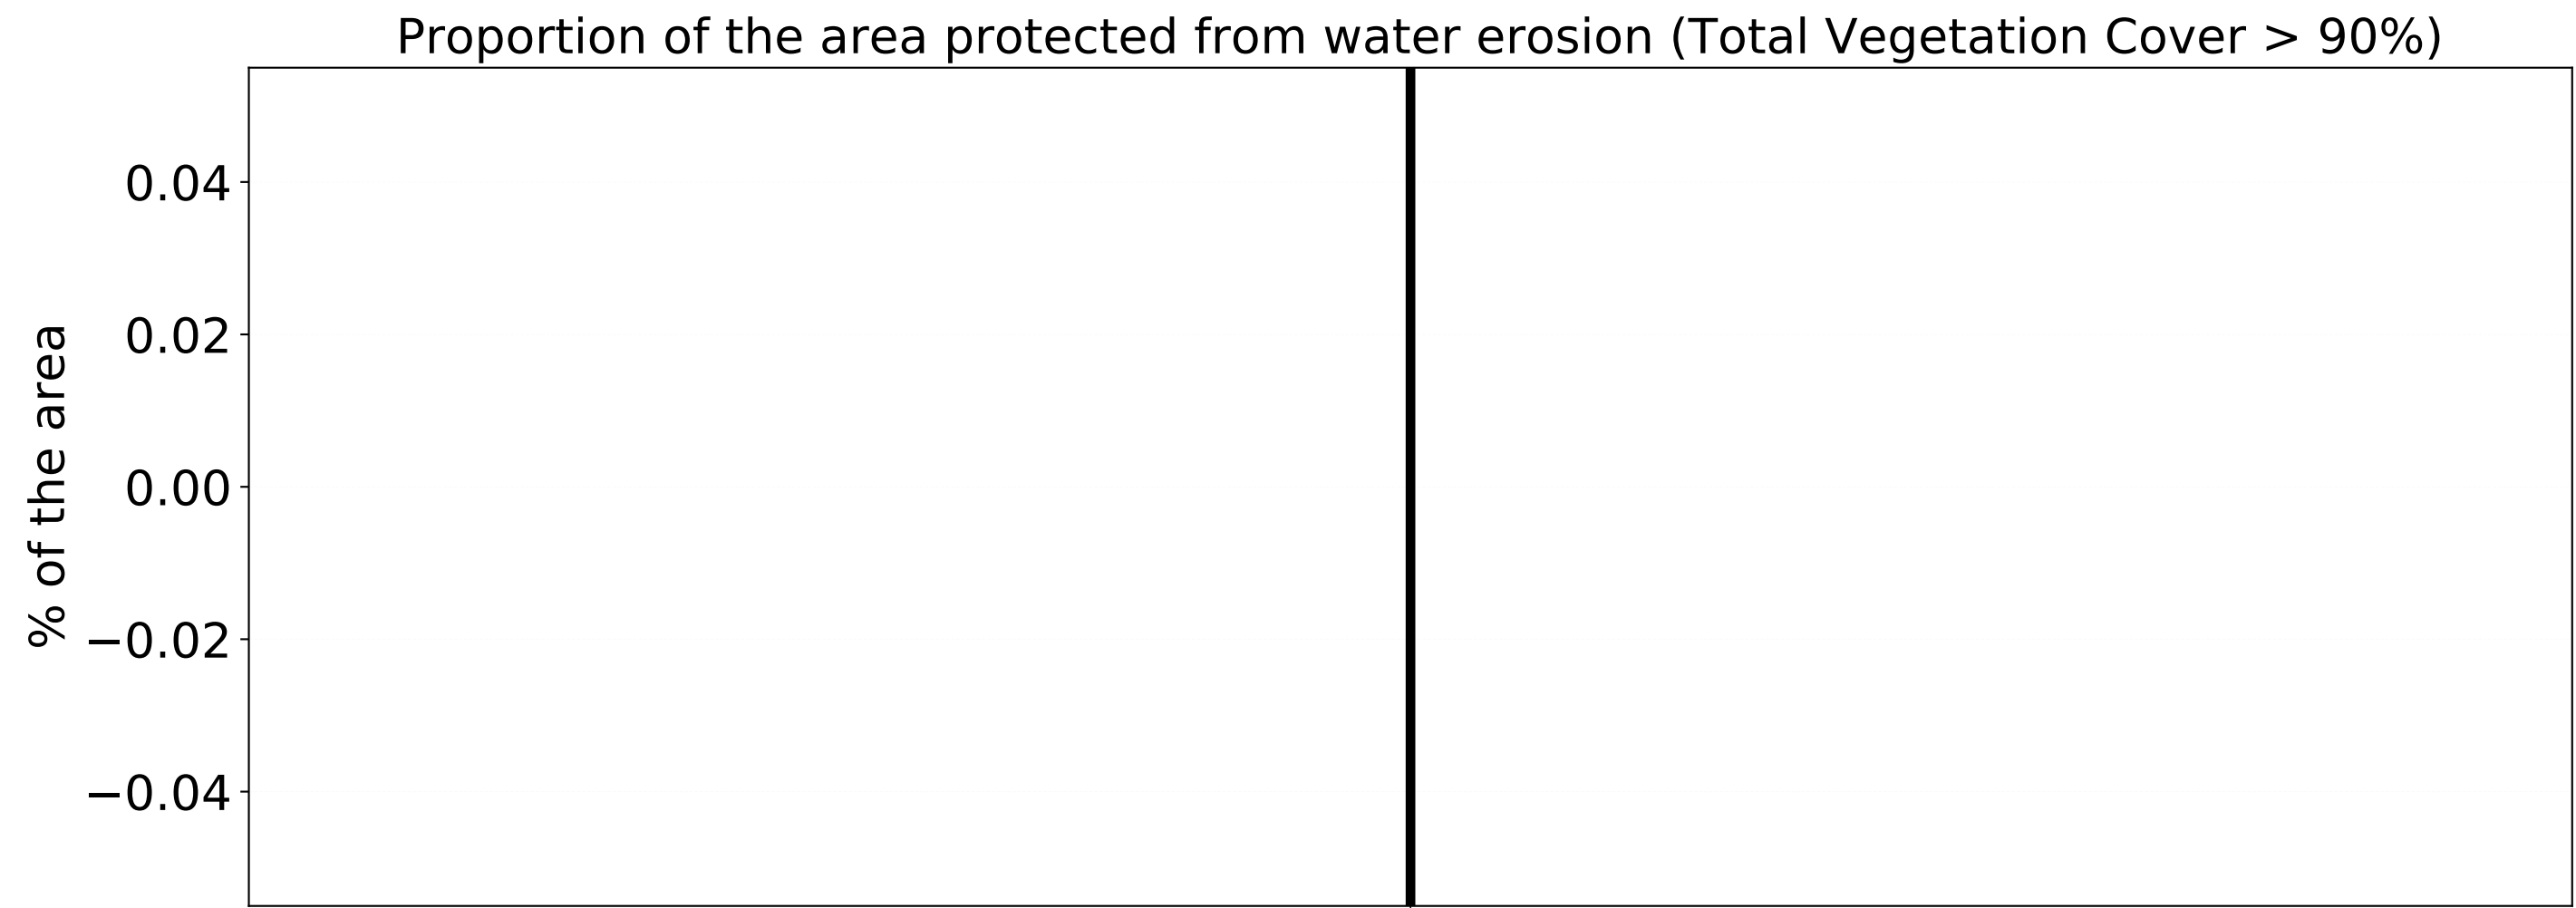 Proportion of the area protected from water erosion (Total Vegetation Cover > 90%)
% of the area
0.04
0.02
0.00
−0.02
−0.04